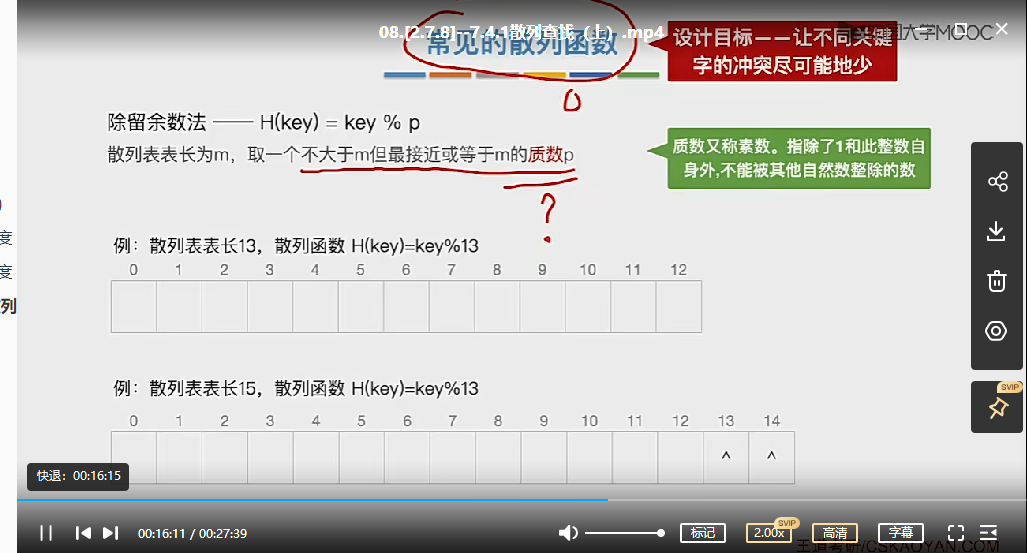 08.[2.7.8]--7.4.1散列查找（上）.mp4
常见的散列函数
中国大学MOOC
设计目标——让不同关键
字的冲突尽可能地少
除留余数法 —— H(key) = key % p
散列表表长为m，取一个不大于m但最接近或等于m的质数p
质数又称素数。指除了1和此整数自
身外,不能被其他自然数整除的数
?
度
度
列
例：散列表表长13，散列函数 H(key)=key%13
0 1 2 3 4 5 6 7 8 9 10 11 12
例：散列表表长15，散列函数 H(key)=key%13
0 1 2 3 4 5 6 7 8 9 10 11 12 13 14
^ ^
SVIP
快退：00:16:15
00:16:11 / 00:27:39
标记
2.00x
SVIP
高清
字幕
王道考研/CSKAOYAN.COM